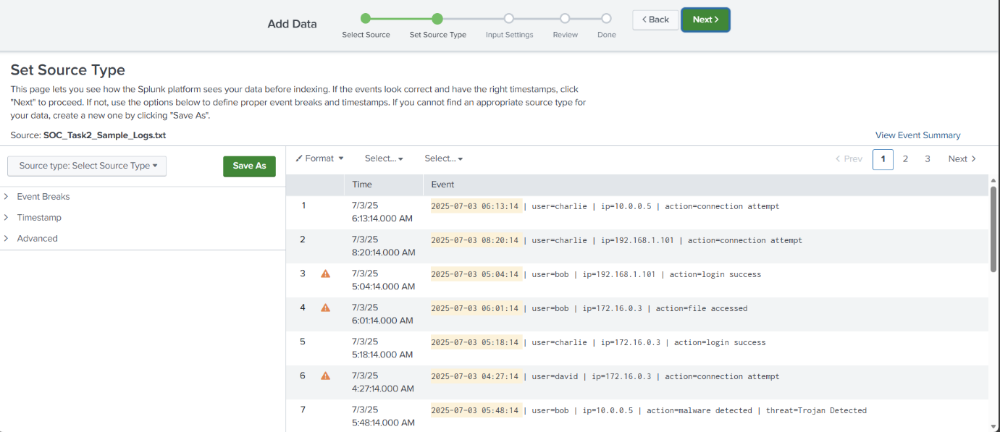 Add Data
Select Source
Set Source Type
Input Settings
Review
Done
< Back
Next >
Set Source Type
This page lets you see how the Splunk platform sees your data before indexing. If the events look correct and have the right timestamps, click
"Next" to proceed. If not, use the options below to define proper event breaks and timestamps. If you cannot find an appropriate source type for
your data, create a new one by clicking "Save As".
Source: SOC_Task2_Sample_Logs.txt
View Event Summary
Source type: Select Source Type
Save As
Event Breaks
Timestamp
Advanced
Format
Select...
Select...
< Prev
1
2
3
Next >
Time
Event
1
7/3/25
6:13:14.000 AM
2025-07-03 06:13:14 | user=charlie | ip=10.0.0.5 | action=connection attempt
2
7/3/25
8:20:14.000 AM
2025-07-03 08:20:14 | user=charlie | ip=192.168.1.101 | action=connection attempt
3
7/3/25
5:04:14.000 AM
2025-07-03 05:04:14 | user=bob | ip=192.168.1.101 | action=login success
4
7/3/25
6:01:14.000 AM
2025-07-03 06:01:14 | user=bob | ip=172.16.0.3 | action=file accessed
5
7/3/25
5:18:14.000 AM
2025-07-03 05:18:14 | user=charlie | ip=172.16.0.3 | action=login success
6
7/3/25
4:27:14.000 AM
2025-07-03 04:27:14 | user=david | ip=172.16.0.3 | action=connection attempt
7
7/3/25
5:48:14.000 AM
2025-07-03 05:48:14 | user=bob | ip=10.0.0.5 | action=malware detected | threat=Trojan Detected